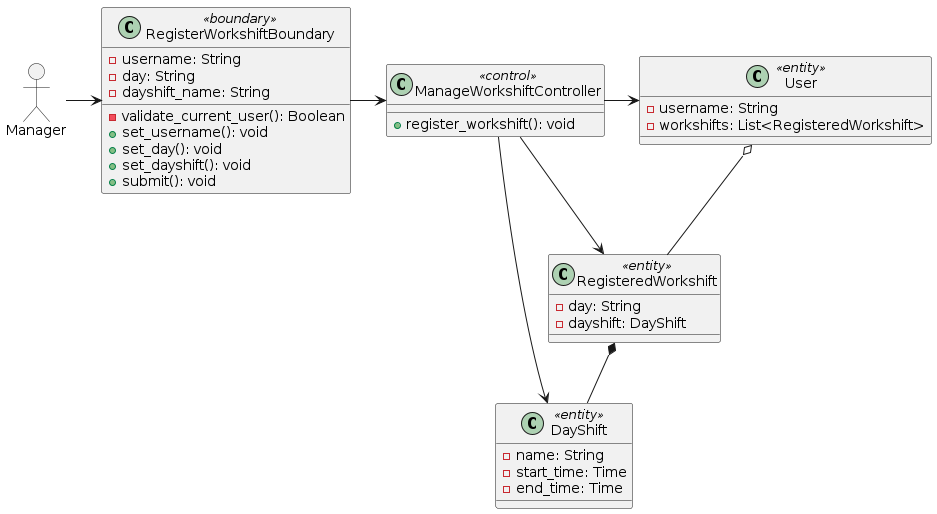 Manager
C
«boundary»
RegisterWorkshiftBoundary
username: String
day: String
dayshift_name: String
validate_current_user(): Boolean
set_username(): void
set_day(): void
set_dayshift(): void
submit(): void
C
«control»
ManageWorkshiftController
register_workshift(): void
C
«entity»
User
username: String
workshifts: List<RegisteredWorkshift>
C
«entity»
RegisteredWorkshift
day: String
dayshift: DayShift
C
«entity»
DayShift
name: String
start_time: Time
end_time: Time